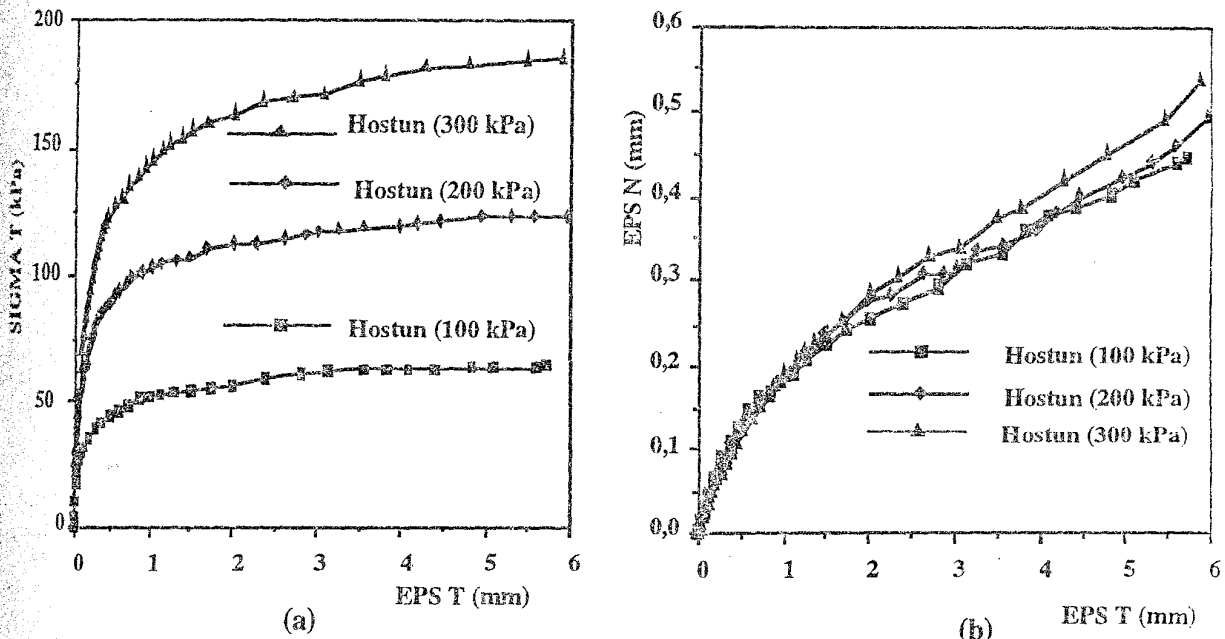 200
150
100
50
0
SIGMA T (kPa)
Hostun (300 kPa)
Hostun (200 kPa)
Hostun (100 kPa)
0 1 2 3 4 5 6
EPS T (mm)
(a)
0,6
0,5
0,4
0,3
0,2
0,1
0,0
EPS N (mm)
Hostun (100 kPa)
Hostun (200 kPa)
Hostun (300 kPa)
0 1 2 3 4 5 6
EPS T (mm)
(b)